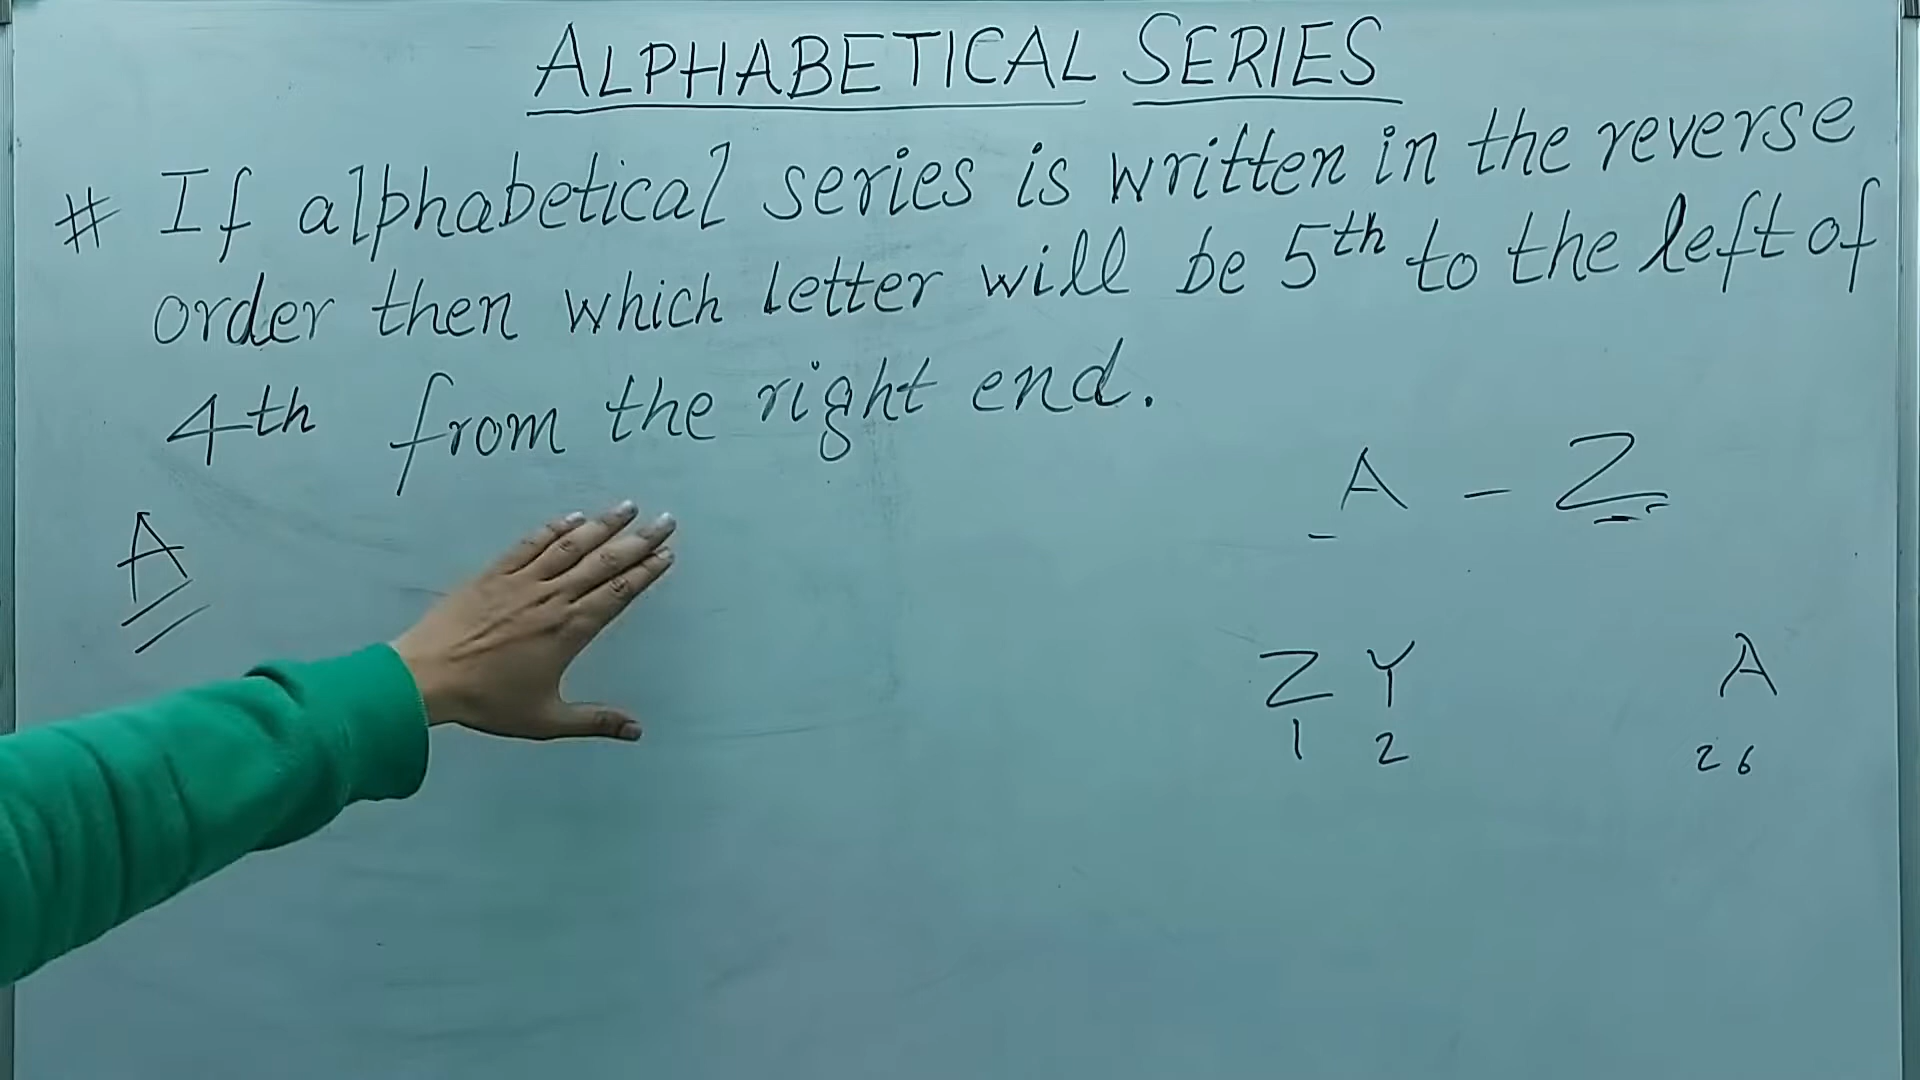 ALPHABETICAL SERIES
# If alphabetical series is written in the reverse
order then which letter will be 5th to the left of
4th from the right end.
A - Z
A
Z Y A
1 2 26